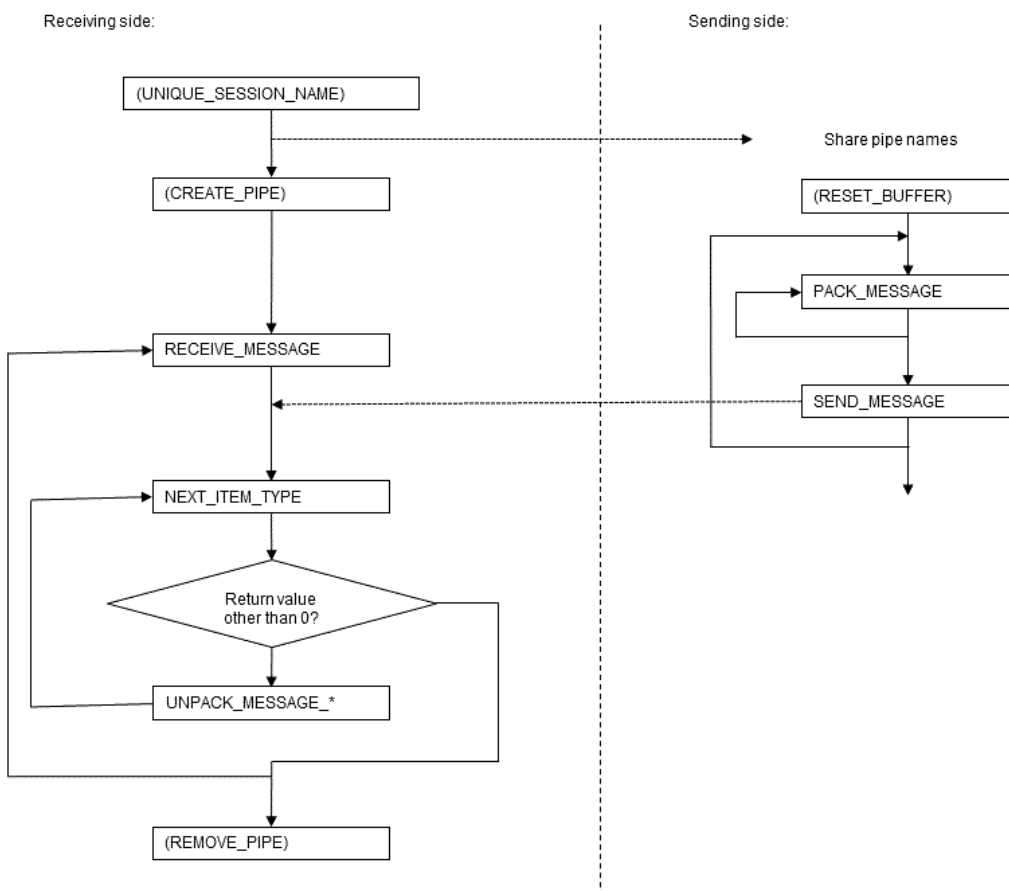 Receiving side:
Sending side:
(UNIQUE_SESSION_NAME)
Share pipe names
(CREATE_PIPE)
(RESET_BUFFER)
PACK_MESSAGE
RECEIVE_MESSAGE
SEND_MESSAGE
NEXT_ITEM_TYPE
Return value
other than 0?
UNPACK_MESSAGE_*
(REMOVE_PIPE)